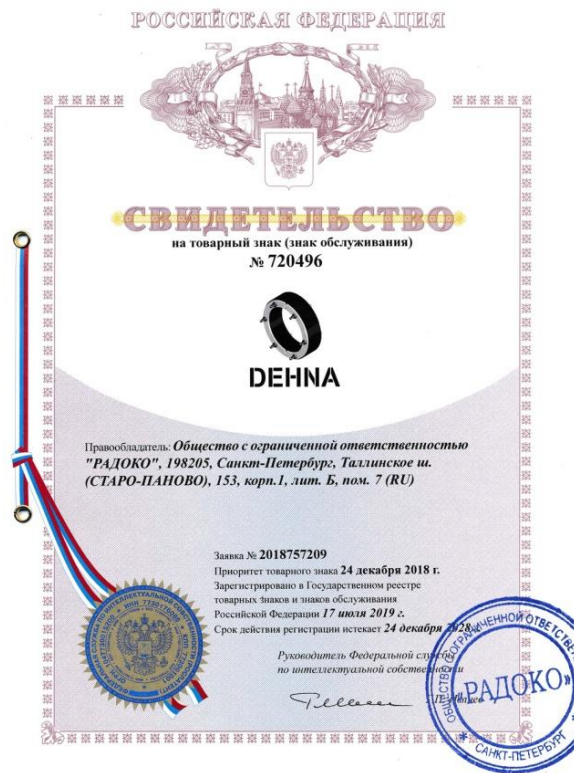 РОССИЙСКАЯ ФЕДЕРАЦИЯ
СВИДЕТЕЛЬСТВО
на товарный знак (знак обслуживания)
№ 720496
DEHNA
Правообладатель: Общество с ограниченной ответственностью
"РАДОКО", 198205, Санкт-Петербург, Таллинское ш.
(СТАРО-ПАНОВО), 153, корп.1, лит. Б, пом. 7 (RU)
Заявка № 2018757209
Приоритет товарного знака 24 декабря 2018 г.
Зарегистрировано в Государственном реестре
товарных знаков и знаков обслуживания
Российской Федерации 17 июля 2019 г.
Срок действия регистрации истекает 24 декабря 2028
Руководитель Федеральной службы
по интеллектуальной собственности
«РАДОКО»
САНКТ-ПЕТЕРБУРГ